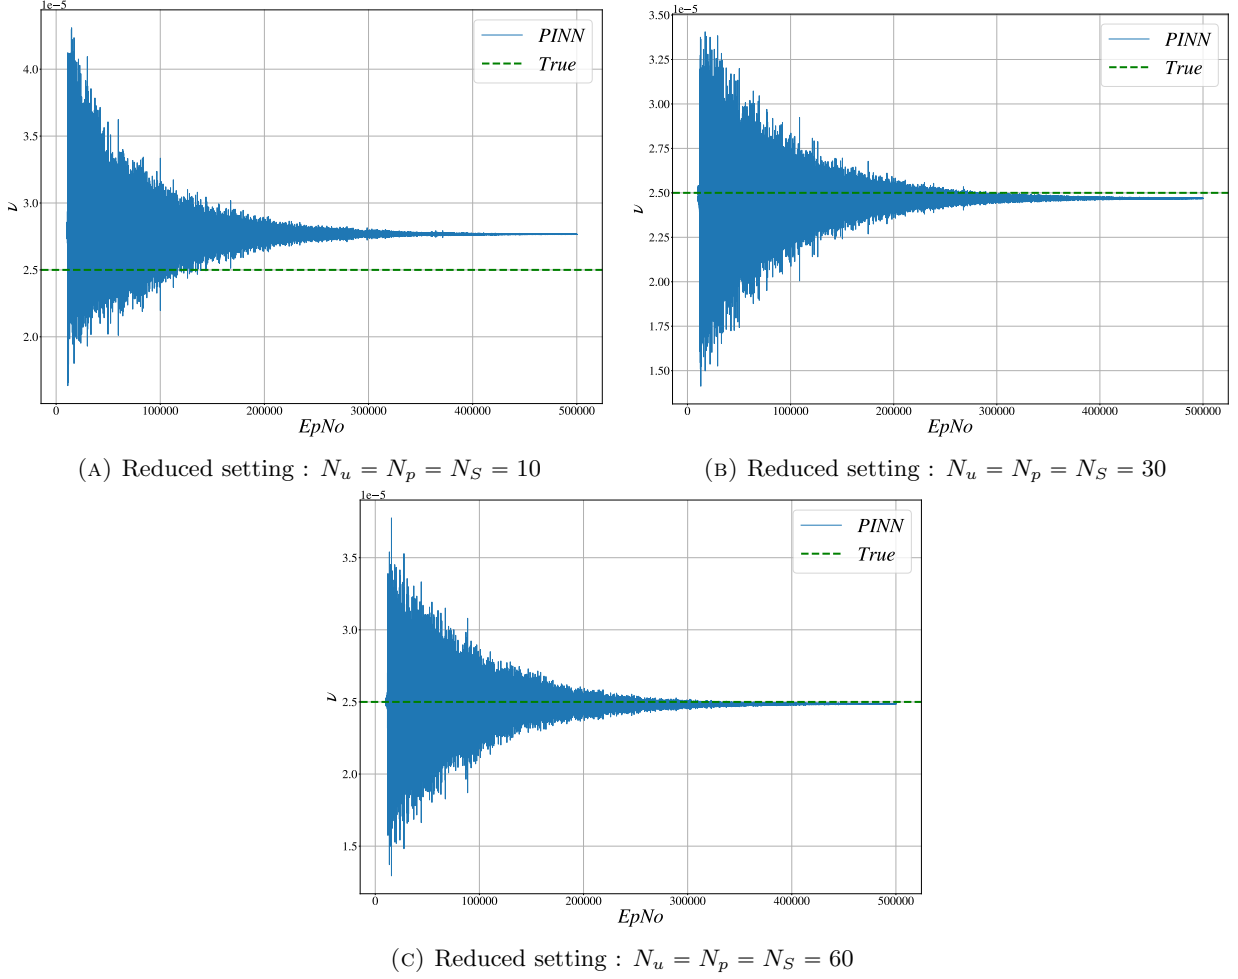 1e−5
PINN
True
4.0
3.5
3.0
2.5
2.0
ν
0 100000 200000 300000 400000 500000
EpNo
(A) Reduced setting : N_u = N_p = N_S = 10
1e−5
PINN
True
3.50
3.25
3.00
2.75
2.50
2.25
2.00
1.75
1.50
ν
0 100000 200000 300000 400000 500000
EpNo
(B) Reduced setting : N_u = N_p = N_S = 30
1e−5
PINN
True
3.5
3.0
2.5
2.0
1.5
ν
0 100000 200000 300000 400000 500000
EpNo
(C) Reduced setting : N_u = N_p = N_S = 60